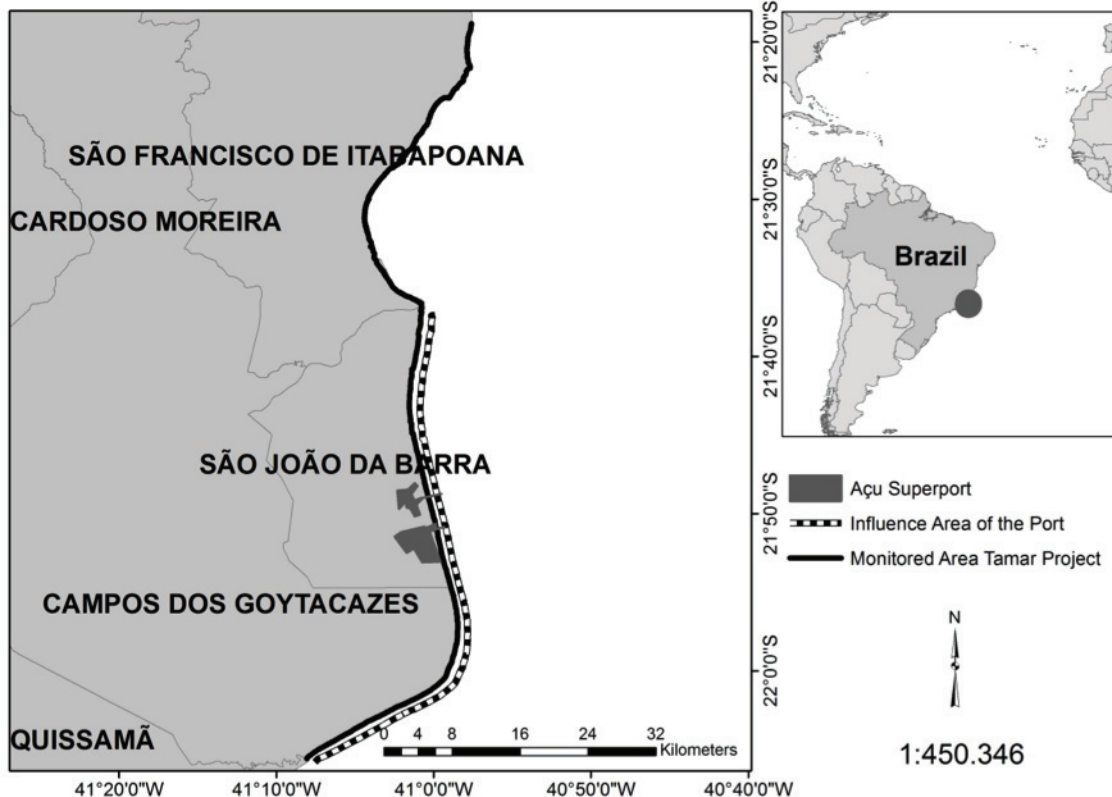 SÃO FRANCISCO DE ITABAPOANA
CARDOSO MOREIRA
SÃO JOÃO DA BARRA
CAMPOS DOS GOYTACAZES
QUISSAMÃ
0 4 8 16 24 32
Kilometers
41°20'0"W 41°10'0"W 41°0'0"W 40°50'0"W 40°40'0"W
21°20'0"S
21°30'0"S
21°40'0"S
21°50'0"S
22°0'0"S
Brazil
Açu Superport
Influence Area of the Port
Monitored Area Tamar Project
N
1:450.346